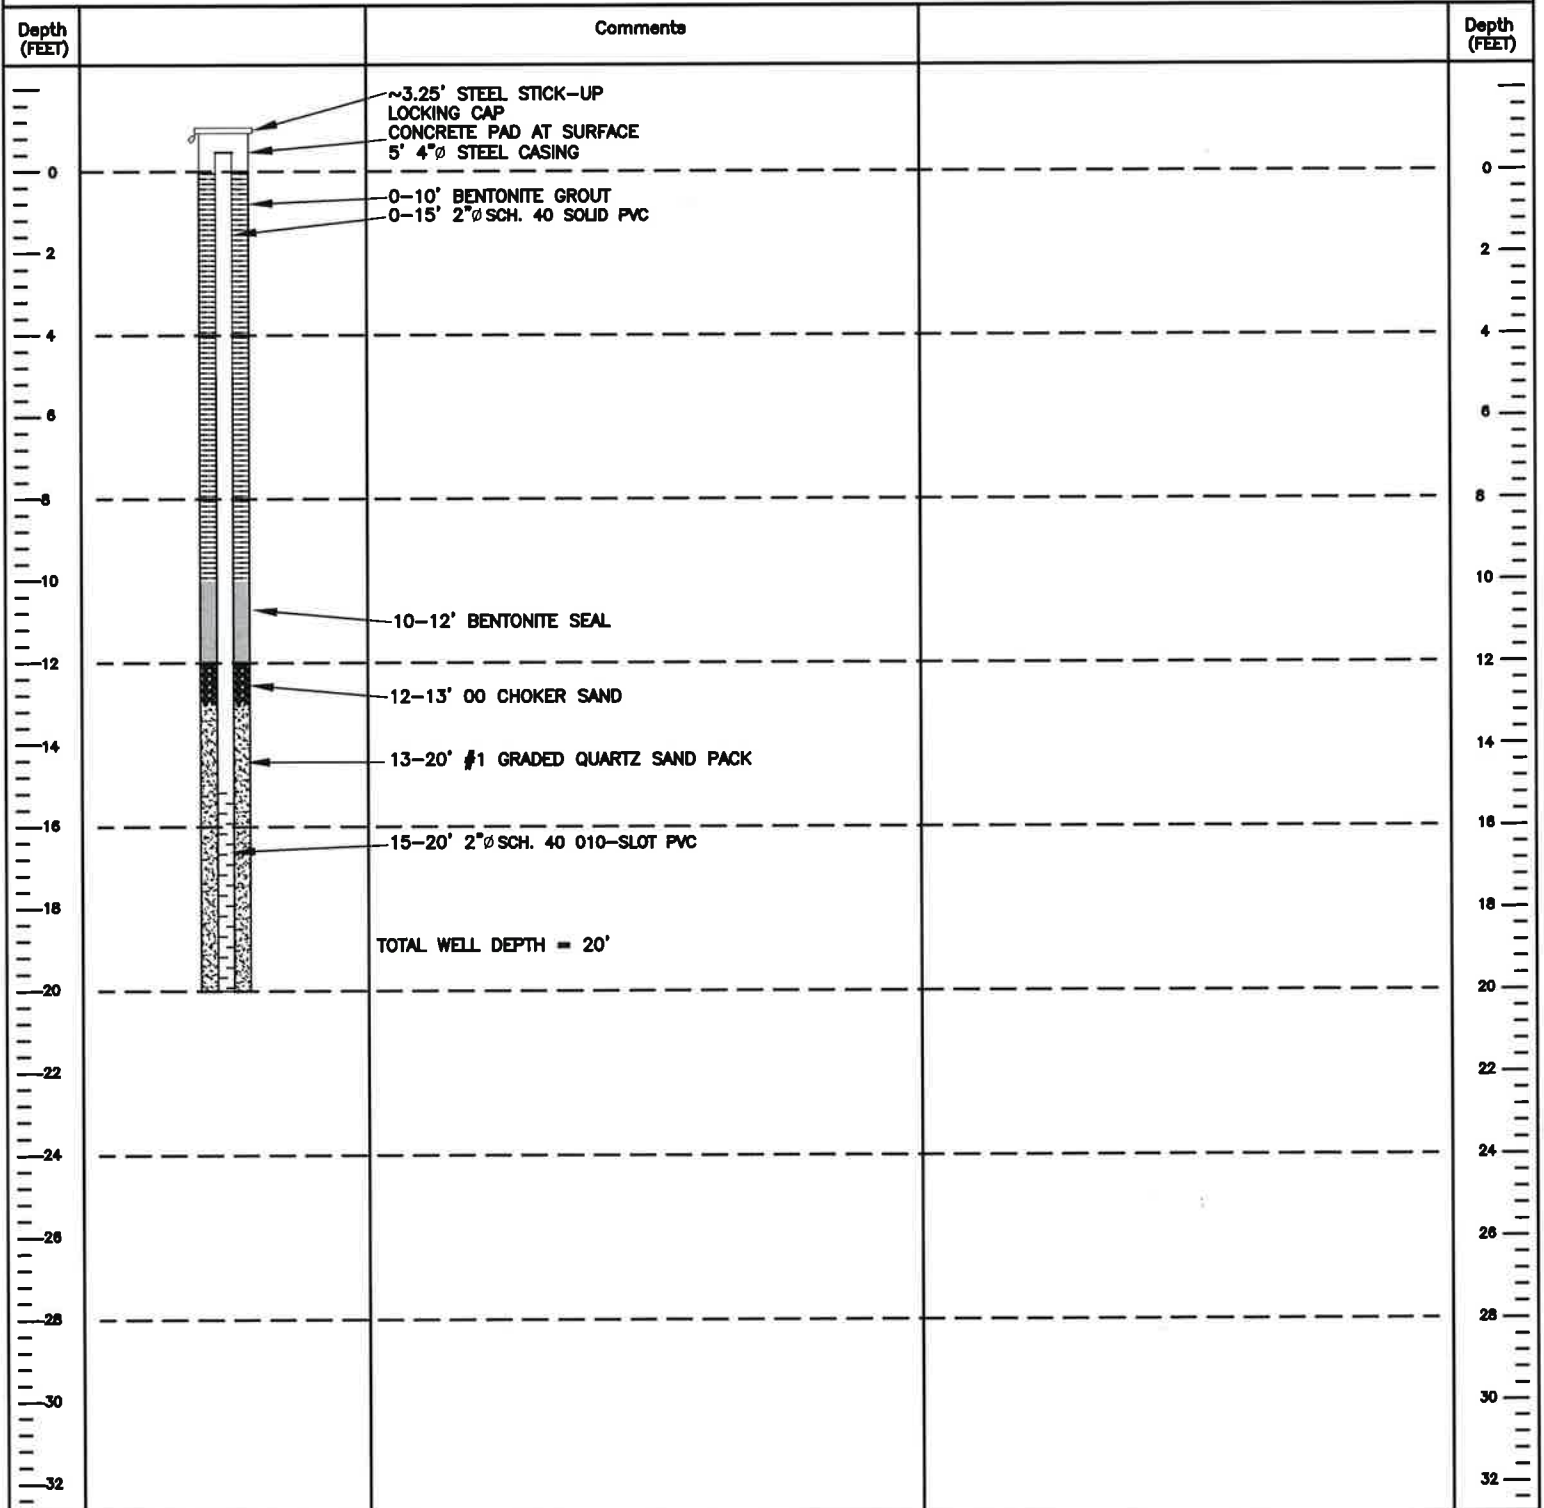 Depth
(FEET)
Comments
Depth
(FEET)
~3.25' STEEL STICK-UP
LOCKING CAP
CONCRETE PAD AT SURFACE
5' 4"Ø STEEL CASING
0-10' BENTONITE GROUT
0-15' 2"Ø SCH. 40 SOLID PVC
10-12' BENTONITE SEAL
12-13' 00 CHOKER SAND
13-20' #1 GRADED QUARTZ SAND PACK
15-20' 2"Ø SCH. 40 010-SLOT PVC
TOTAL WELL DEPTH = 20'
0
2
4
6
8
10
12
14
16
18
20
22
24
26
28
30
32
0
2
4
6
8
10
12
14
16
18
20
22
24
26
28
30
32